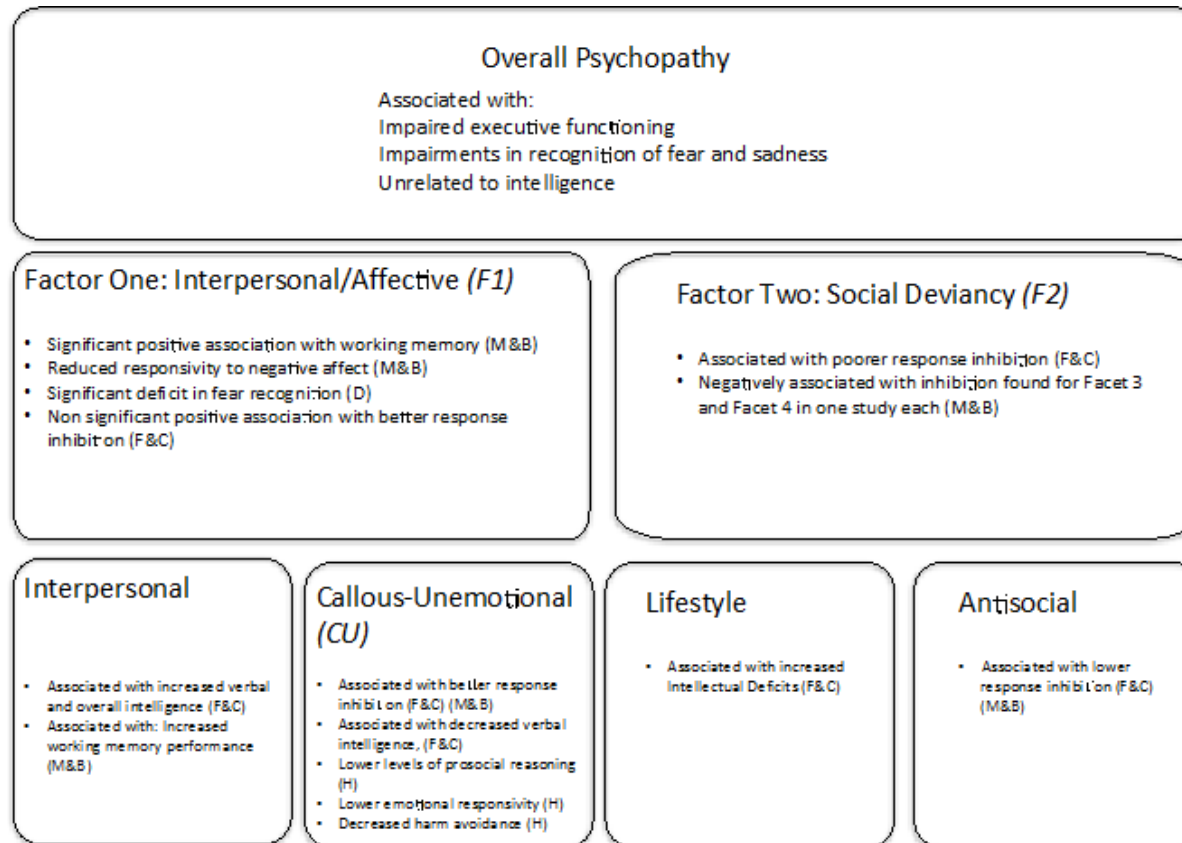 Overall Psychopathy
Associated with:
Impaired executive functioning
Impairments in recognition of fear and sadness
Unrelated to intelligence
Factor One: Interpersonal/Affective (F1)
• Significant positive association with working memory (M&B)
• Reduced responsivity to negative affect (M&B)
• Significant deficit in fear recognition (D)
• Non significant positive association with better response
inhibition (F&C)
Factor Two: Social Deviancy (F2)
• Associated with poorer response inhibition (F&C)
• Negatively associated with inhibition found for Facet 3
and Facet 4 in one study each (M&B)
Interpersonal
• Associated with increased verbal
and overall intelligence (F&C)
• Associated with: Increased
working memory performance
(M&B)
Callous-Unemotional
(CU)
• Associated with better response
inhibition (F&C) (M&B)
• Associated with decreased verbal
intelligence, (F&C)
• Lower levels of prosocial reasoning
(H)
• Lower emotional responsivity (H)
• Decreased harm avoidance (H)
Lifestyle
• Associated with increased
Intellectual Deficits (F&C)
Antisocial
• Associated with lower
response inhibition (F&C)
(M&B)